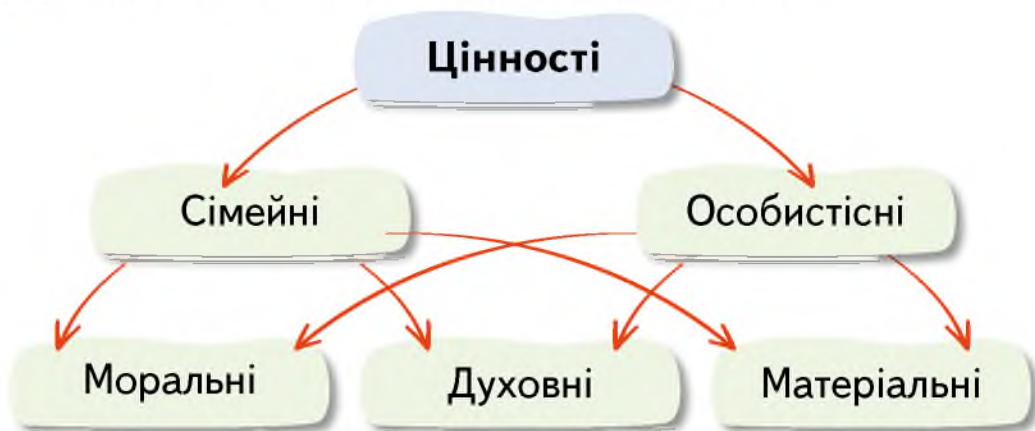 Цінності
Сімейні
Особистісні
Моральні
Духовні
Матеріальні